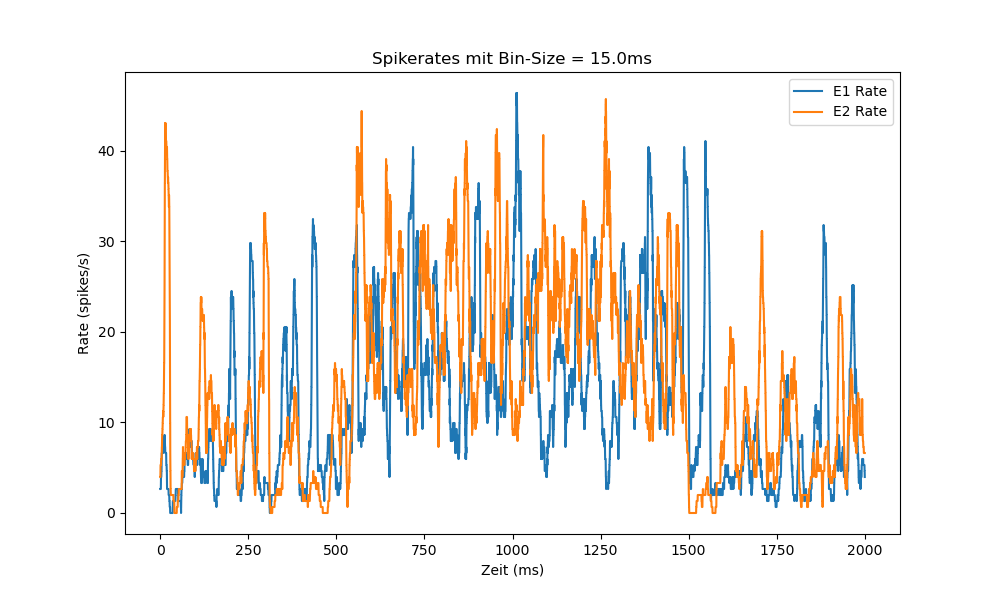 Spikerates mit Bin-Size = 15.0ms
E1 Rate
E2 Rate
Rate (spikes/s)
40
30
20
10
0
0 250 500 750 1000 1250 1500 1750 2000
Zeit (ms)